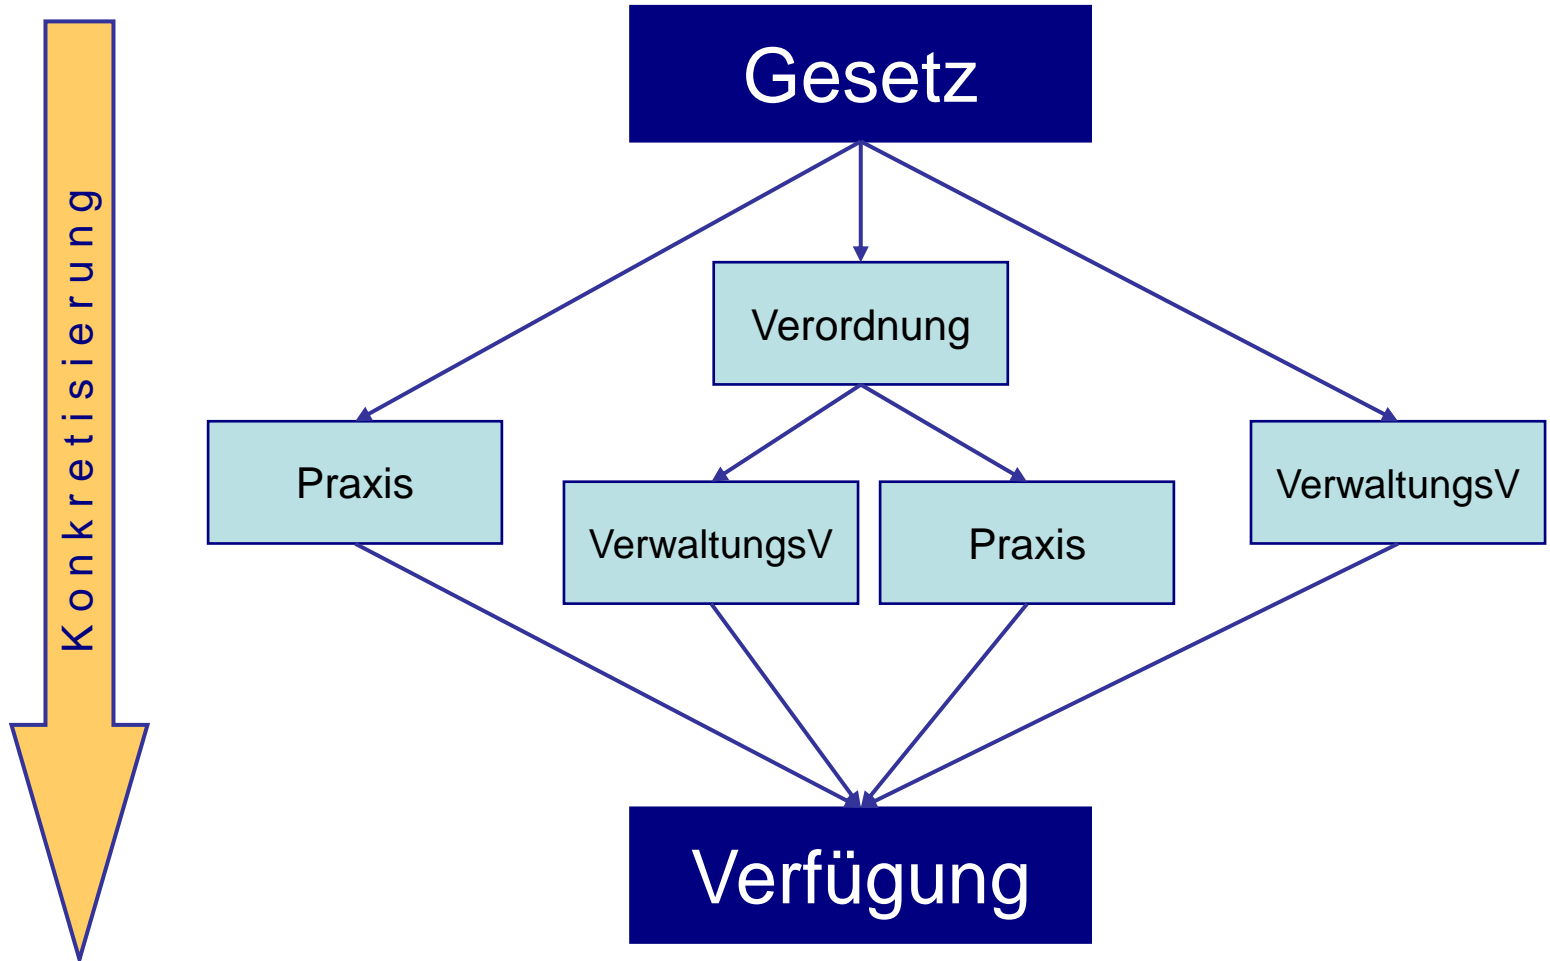 Gesetz
Konkretisierung
Verordnung
Praxis
VerwaltungsV
VerwaltungsV
Praxis
Verfügung